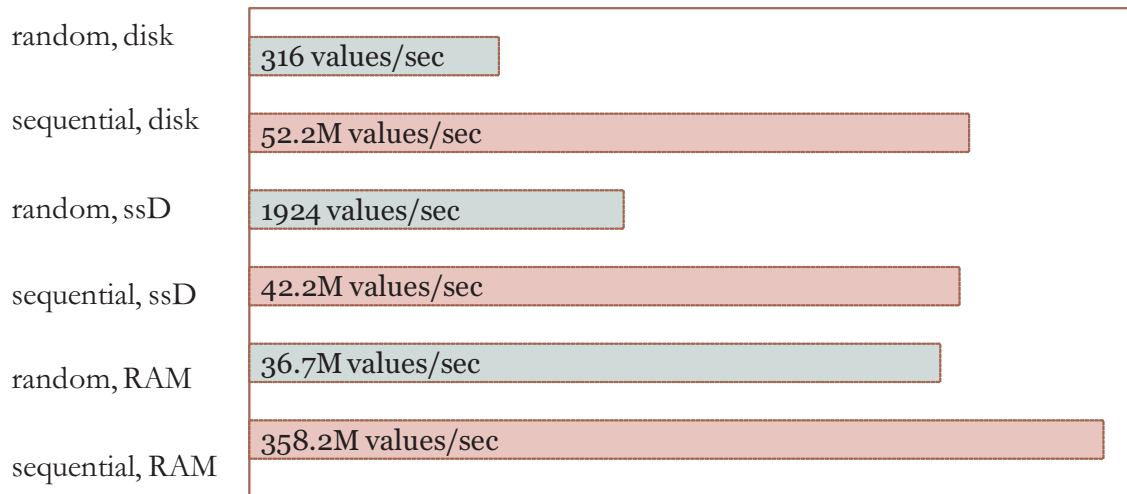 random, disk
316 values/sec
sequential, disk
52.2M values/sec
random, ssD
1924 values/sec
sequential, ssD
42.2M values/sec
random, RAM
36.7M values/sec
sequential, RAM
358.2M values/sec